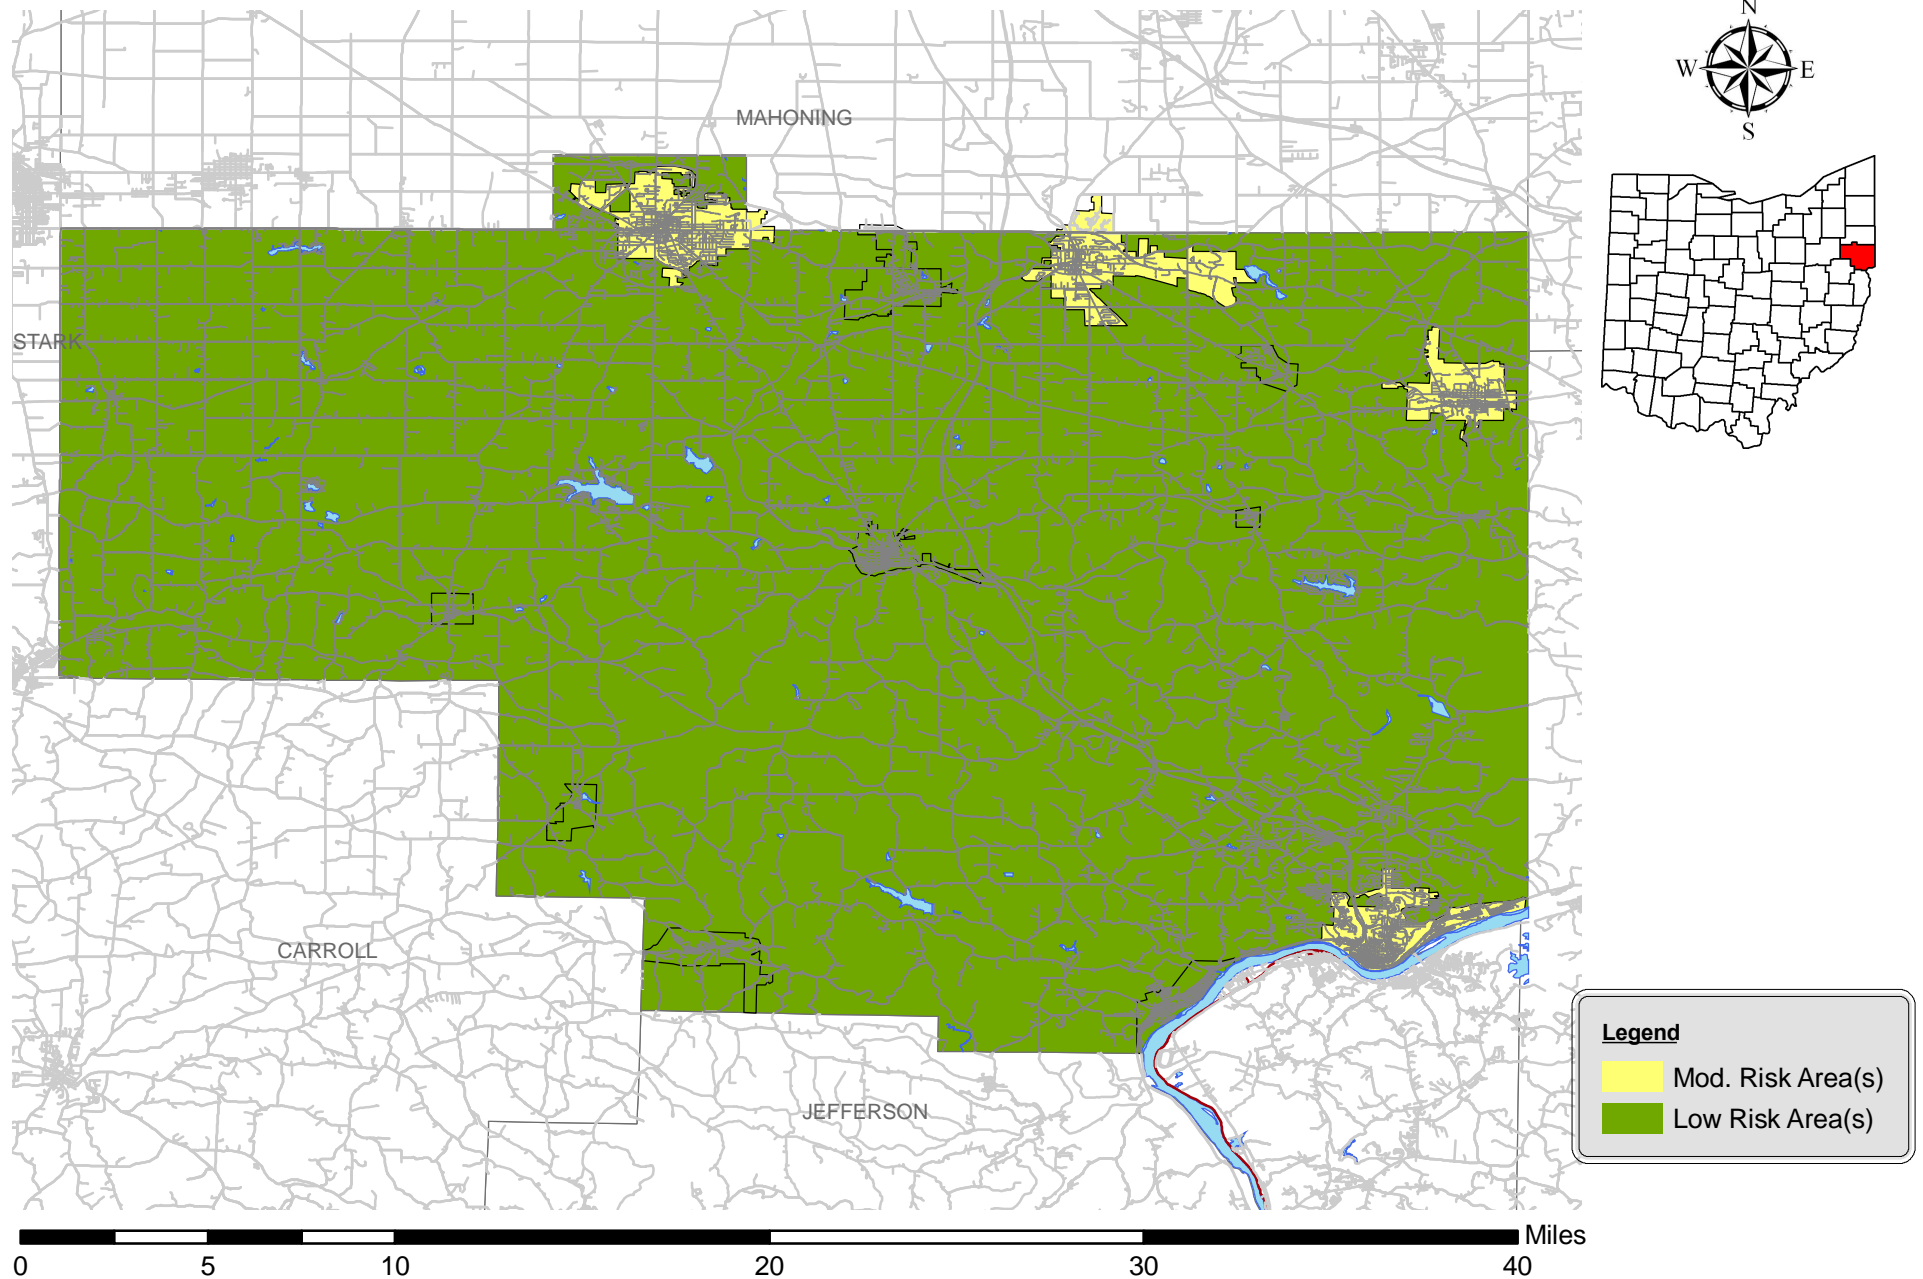 N
W E
S
MAHONING
STARK
CARROLL
JEFFERSON
Legend
Mod. Risk Area(s)
Low Risk Area(s)
Miles
0 5 10 20 30 40